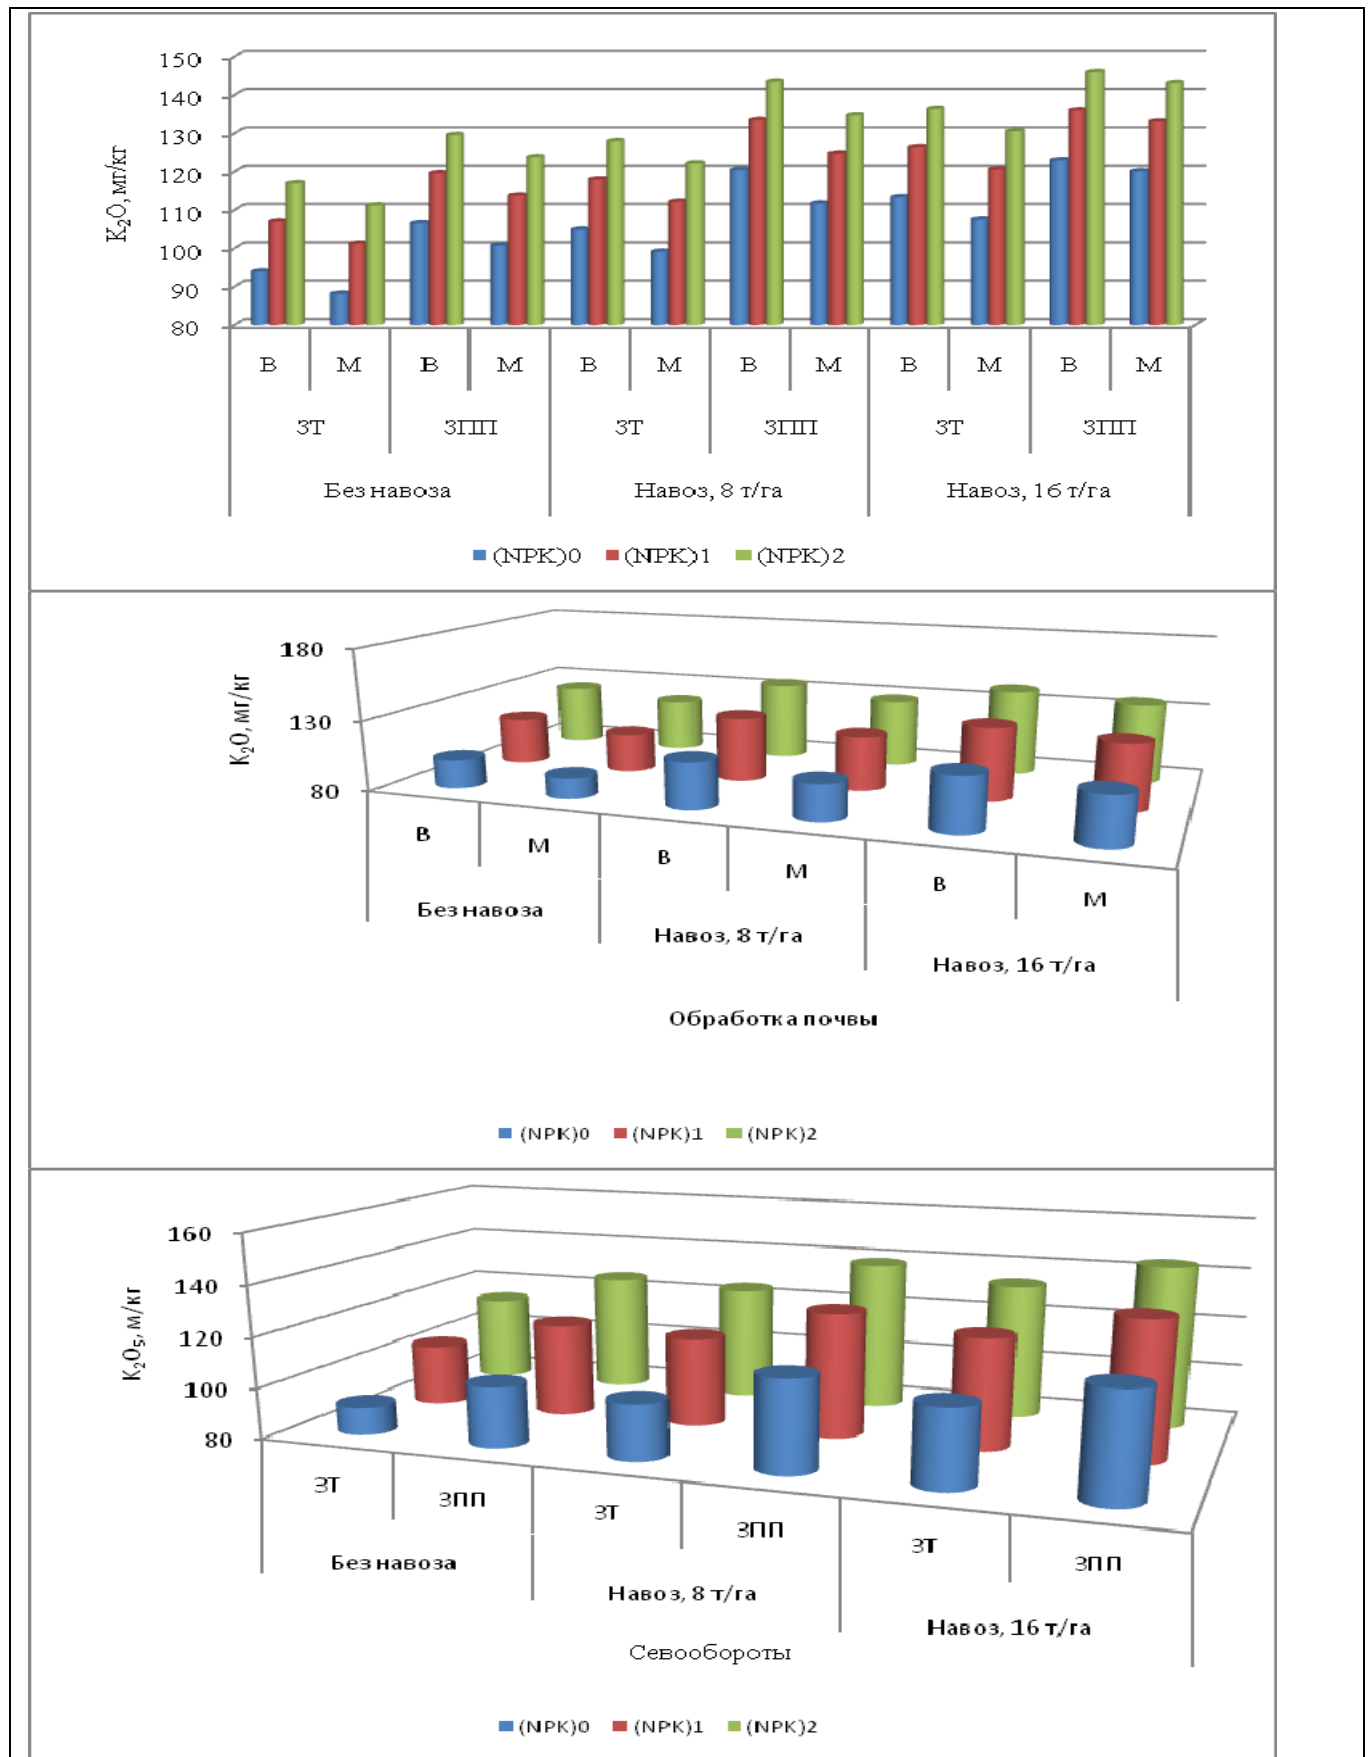 150
140
130
120
110
100
90
80
K₂O, мг/кг
В М В М В М В М В М В М
ЗТ ЗПП ЗТ ЗПП ЗТ ЗПП
Без навоза Навоз, 8 т/га Навоз, 16 т/га
(NPK)0 (NPK)1 (NPK)2
180
130
80
K₂O, мг/кг
В М В М В М
Без навоза Навоз, 8 т/га Навоз, 16 т/га
Обработка почвы
(NPK)0 (NPK)1 (NPK)2
160
140
120
100
80
K₂O₅, м/кг
ЗТ ЗПП ЗТ ЗПП ЗТ ЗПП
Без навоза Навоз, 8 т/га Навоз, 16 т/га
Севообороты
(NPK)0 (NPK)1 (NPK)2